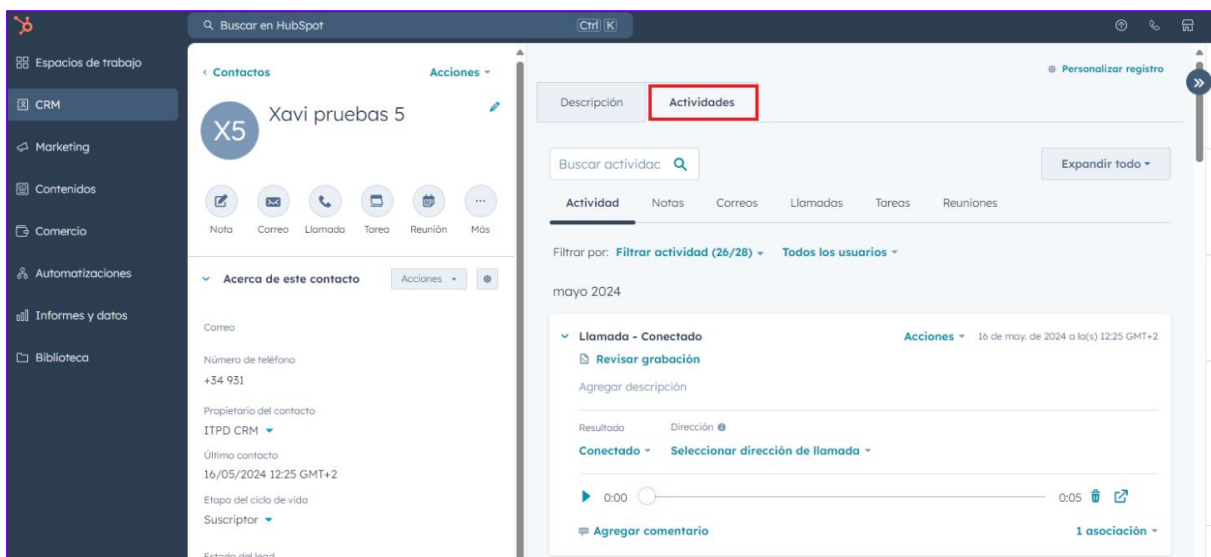 Buscar en HubSpot
Ctrl K
Espacios de trabajo
CRM
Marketing
Contenidos
Comercio
Automatizaciones
Informes y datos
Biblioteca
Contactos
Acciones
X5
Xavi pruebas 5
Nota Correo Llamada Tarea Reunión Más
Acerca de este contacto
Acciones
Correo
Número de teléfono
+34 931
Propietario del contacto
ITPD CRM
Último contacto
16/05/2024 12:25 GMT+2
Etapa del ciclo de vida
Suscriptor
Estado del lead
Personalizar registro
Descripción Actividades
Buscar actividac
Expandir todo
Actividad Notas Correos Llamadas Tareas Reuniones
Filtrar por: Filtrar actividad (26/28) Todos los usuarios
mayo 2024
Llamada - Conectado Acciones 16 de may. de 2024 a la(s) 12:25 GMT+2
Revisar grabación
Agregar descripción
Resultado Dirección
Conectado Seleccionar dirección de llamada
0:00 0:05
Agregar comentario 1 asociación